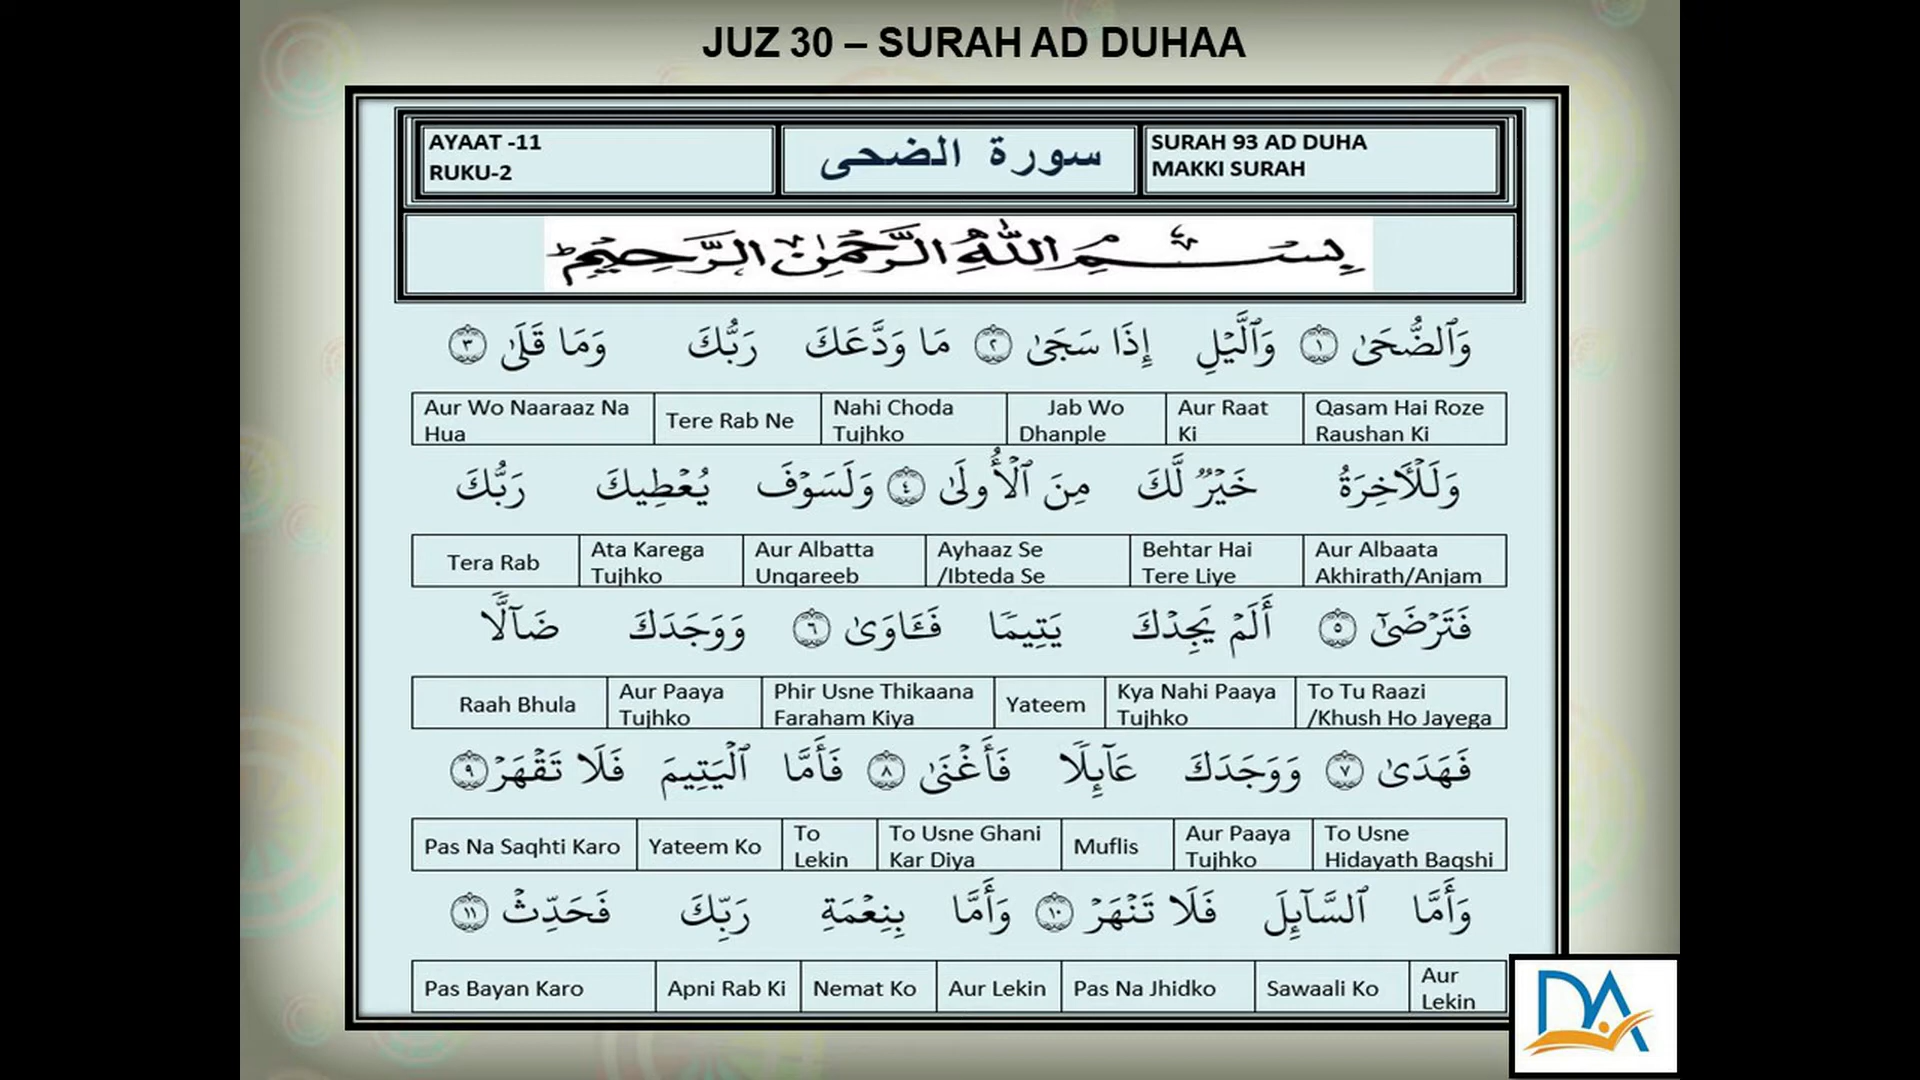 JUZ 30 – SURAH AD DUHAA
AYAAT -11
RUKU-2
سورة الضحى
SURAH 93 AD DUHA
MAKKI SURAH
بِسْمِ اللهِ الرَّحْمٰنِ الرَّحِيْمِ ط
وَٱلضُّحَىٰ ١ وَٱلَّيْلِ إِذَا سَجَىٰ ٢ مَا وَدَّعَكَ رَبُّكَ وَمَا قَلَىٰ ٣
Aur Wo Naaraaz Na Hua | Tere Rab Ne | Nahi Choda Tujhko | Jab Wo Dhanple | Aur Raat Ki | Qasam Hai Roze Raushan Ki
وَلَلْأَخِرَةُ خَيْرٌ لَّكَ مِنَ ٱلْأُولَىٰ ٤ وَلَسَوْفَ يُعْطِيكَ رَبُّكَ
Tera Rab | Ata Karega Tujhko | Aur Albatta Unqareeb | Ayhaaz Se /Ibteda Se | Behtar Hai Tere Liye | Aur Albaata Akhirath/Anjam
فَتَرْضَىٰٓ ٥ أَلَمْ يَجِدْكَ يَتِيمًا فَـَٔاوَىٰ ٦ وَوَجَدَكَ ضَآلًّا
Raah Bhula | Aur Paaya Tujhko | Phir Usne Thikaana Faraham Kiya | Yateem | Kya Nahi Paaya Tujhko | To Tu Raazi /Khush Ho Jayega
فَهَدَىٰ ٧ وَوَجَدَكَ عَآئِلًا فَأَغْنَىٰ ٨ فَأَمَّا ٱلْيَتِيمَ فَلَا تَقْهَرْ ٩
Pas Na Saqhti Karo | Yateem Ko | To Lekin | To Usne Ghani Kar Diya | Muflis | Aur Paaya Tujhko | To Usne Hidayath Baqshi
وَأَمَّا ٱلسَّآئِلَ فَلَا تَنْهَرْ ١٠ وَأَمَّا بِنِعْمَةِ رَبِّكَ فَحَدِّثْ ١١
Pas Bayan Karo | Apni Rab Ki | Nemat Ko | Aur Lekin | Pas Na Jhidko | Sawaali Ko | Aur Lekin
DA